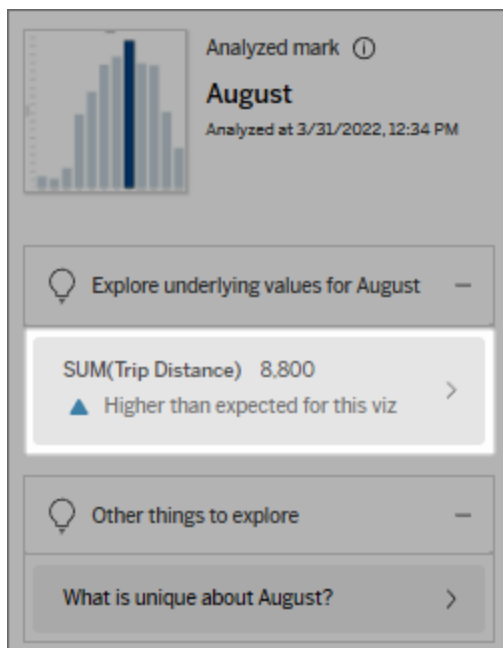 Analyzed mark
August
Analyzed at 3/31/2022, 12:34 PM
Explore underlying values for August
SUM(Trip Distance) 8,800
Higher than expected for this viz
Other things to explore
What is unique about August?